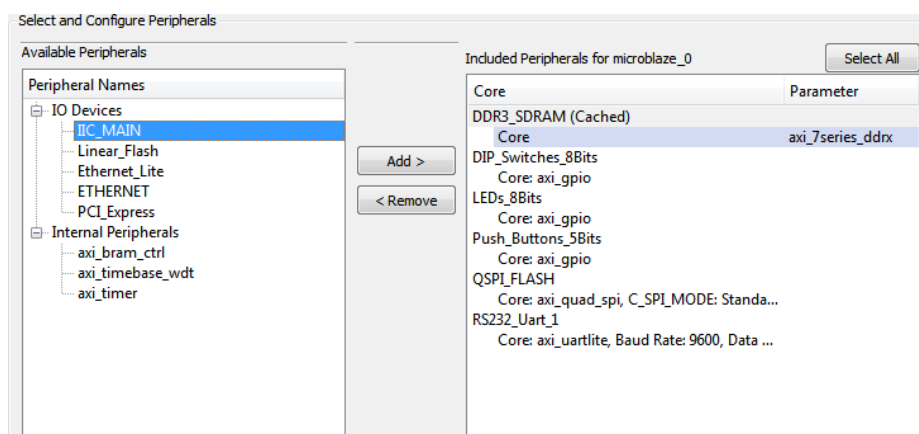 Select and Configure Peripherals
Available Peripherals
Peripheral Names
IO Devices
IIC_MAIN
Linear_Flash
Ethernet_Lite
ETHERNET
PCI_Express
Internal Peripherals
axi_bram_ctrl
axi_timebase_wdt
axi_timer
Add >
< Remove
Included Peripherals for microblaze_0
Select All
Core Parameter
DDR3_SDRAM (Cached)
Core axi_7series_ddrx
DIP_Switches_8Bits
Core: axi_gpio
LEDs_8Bits
Core: axi_gpio
Push_Buttons_5Bits
Core: axi_gpio
QSPI_FLASH
Core: axi_quad_spi, C_SPI_MODE: Standa...
RS232_Uart_1
Core: axi_uartlite, Baud Rate: 9600, Data ...